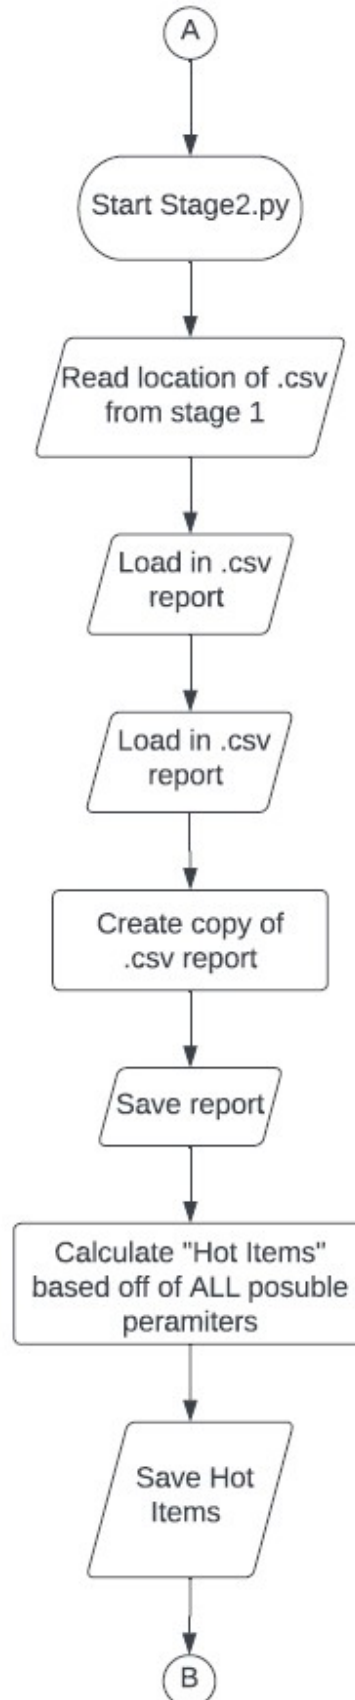 A
Start Stage2.py
Read location of .csv
from stage 1
Load in .csv
report
Load in .csv
report
Create copy of
.csv report
Save report
Calculate "Hot Items"
based off of ALL posuble
peramiters
Save Hot
Items
B